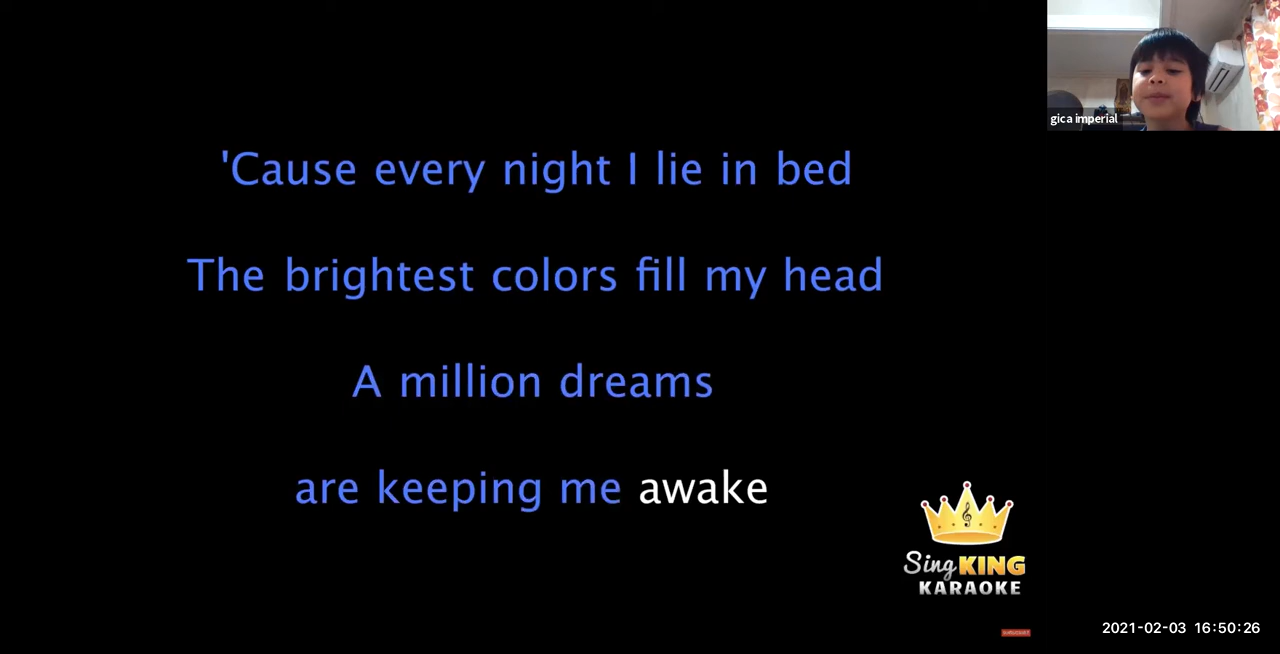 gica imperial
'Cause every night I lie in bed
The brightest colors fill my head
A million dreams
are keeping me awake
Sing KING
KARAOKE
2021-02-03 16:50:26